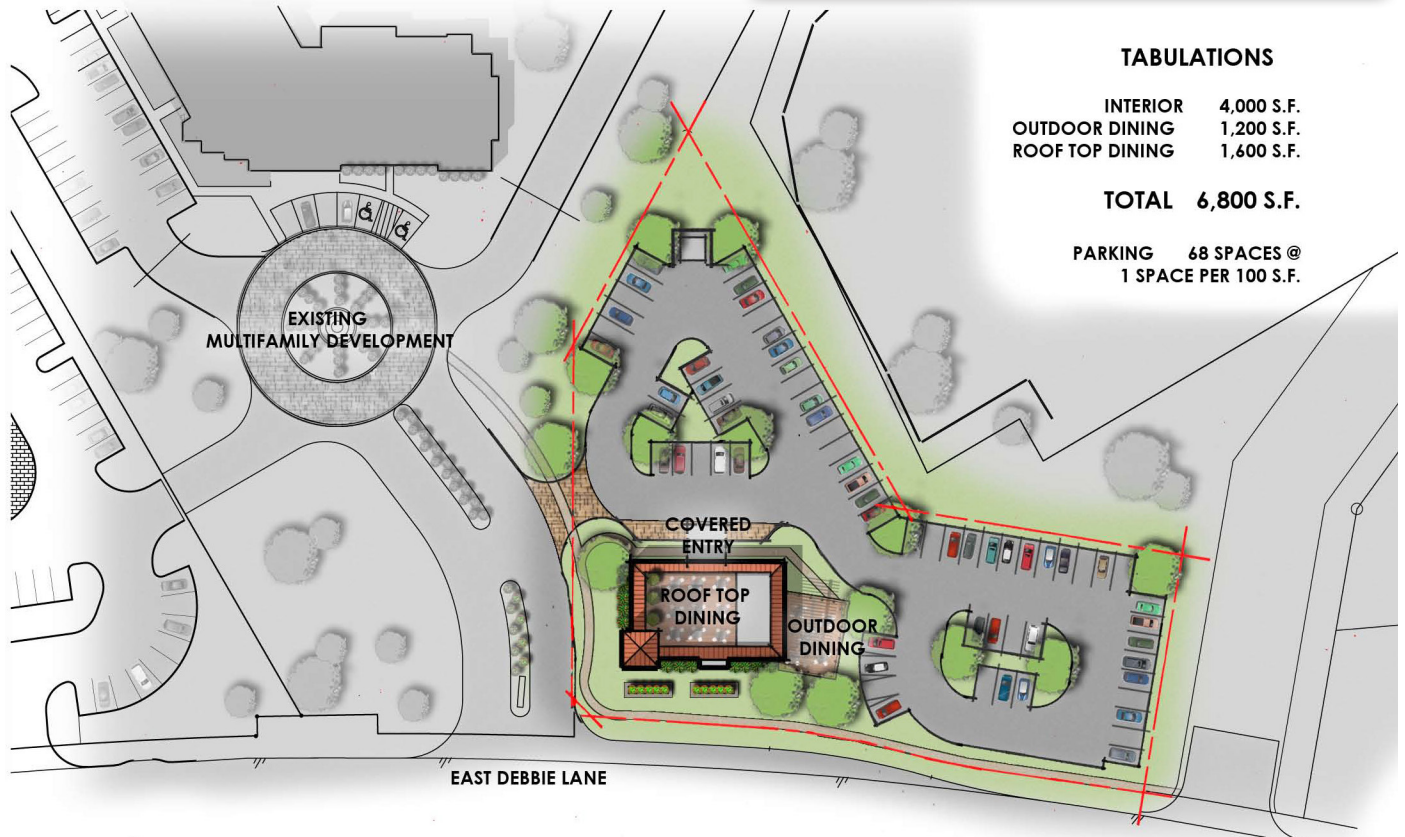 TABULATIONS
INTERIOR 4,000 S.F.
OUTDOOR DINING 1,200 S.F.
ROOF TOP DINING 1,600 S.F.
TOTAL 6,800 S.F.
PARKING 68 SPACES @
1 SPACE PER 100 S.F.
EXISTING
MULTIFAMILY DEVELOPMENT
COVERED
ENTRY
ROOF TOP
DINING
OUTDOOR
DINING
EAST DEBBIE LANE